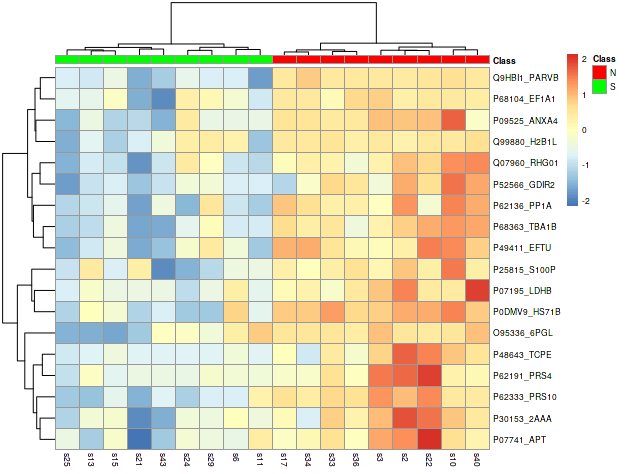 Class
Q9HBI1_PARVB
P68104_EF1A1
P09525_ANXA4
Q99880_H2B1L
Q07960_RHG01
P52566_GDIR2
P62136_PP1A
P68363_TBA1B
P49411_EFTU
P25815_S100P
P07195_LDHB
P0DMV9_HS71B
O95336_6PGL
P48643_TCPE
P62191_PRS4
P62333_PRS10
P30153_2AAA
P07741_APT
s25 s13 s15 s21 s43 s24 s29 s6 s11 s17 s34 s33 s36 s3 s2 s22 s10 s40
2
1
0
-1
-2
Class
N
S